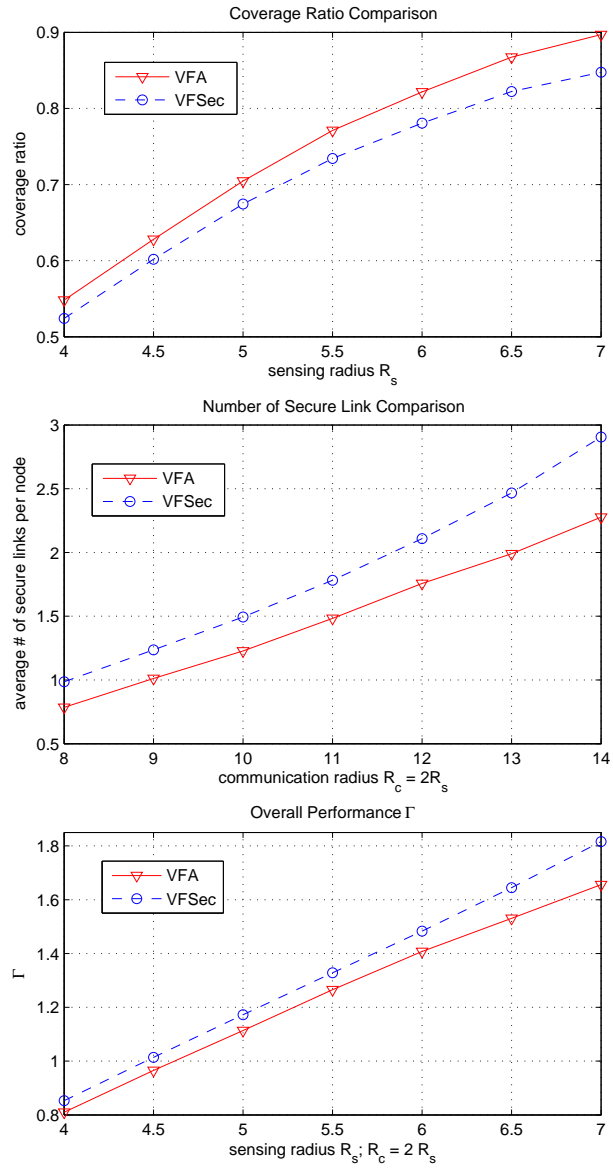 Coverage Ratio Comparison
0.9
0.8
0.7
0.6
0.5
coverage ratio
VFA
VFSec
4 4.5 5 5.5 6 6.5 7
sensing radius R_s
Number of Secure Link Comparison
3
2.5
2
1.5
1
0.5
average # of secure links per node
VFA
VFSec
8 9 10 11 12 13 14
communication radius R_c = 2R_s
Overall Performance Γ
1.8
1.6
1.4
1.2
1
0.8
Γ
VFA
VFSec
4 4.5 5 5.5 6 6.5 7
sensing radius R_s; R_c = 2 R_s